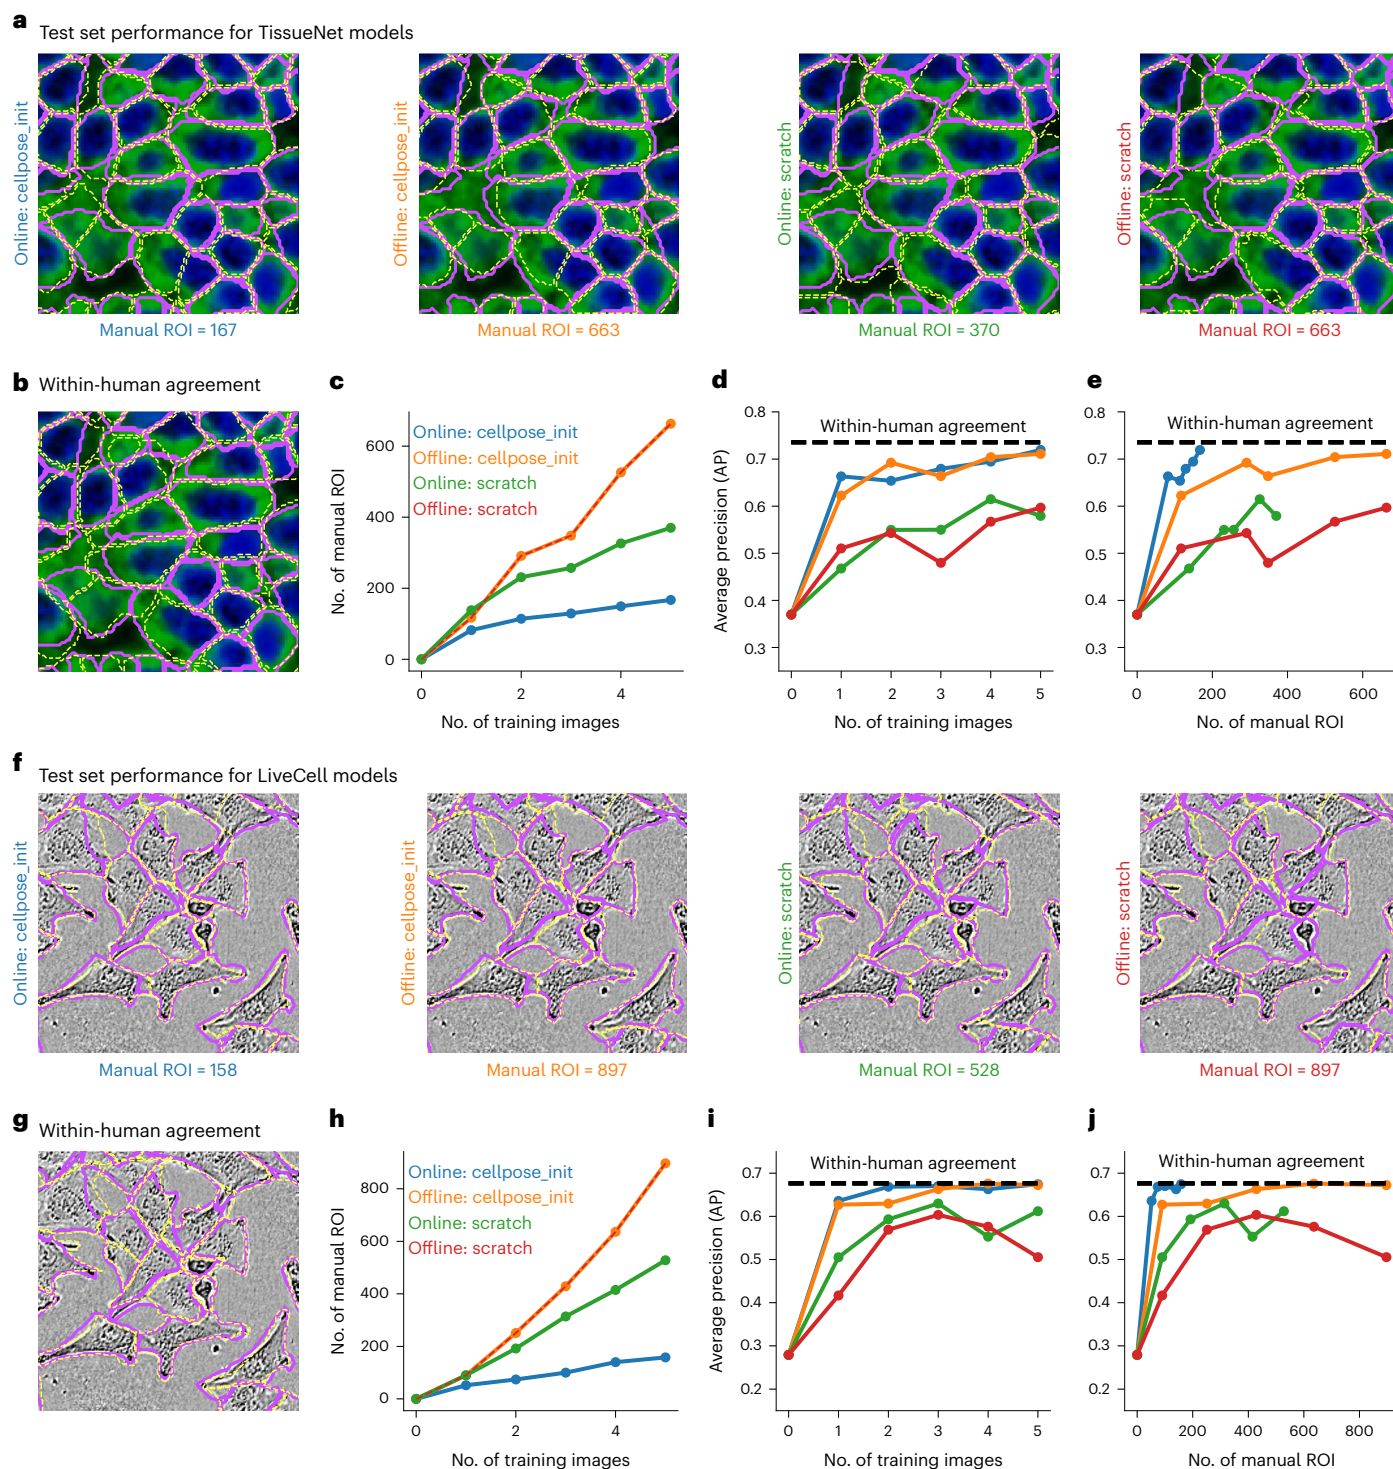 a Test set performance for TissueNet models
Online: cellpose_init
Offline: cellpose_init
Online: scratch
Offline: scratch
Manual ROI = 167
Manual ROI = 663
Manual ROI = 370
Manual ROI = 663
b Within-human agreement
c
No. of manual ROI
600
400
200
0
Online: cellpose_init
Offline: cellpose_init
Online: scratch
Offline: scratch
0 2 4
No. of training images
d
Average precision (AP)
0.8
0.7
0.6
0.5
0.4
0.3
Within-human agreement
0 1 2 3 4 5
No. of training images
e
0.8
0.7
0.6
0.5
0.4
0.3
Within-human agreement
0 200 400 600
No. of manual ROI
f Test set performance for LiveCell models
Online: cellpose_init
Offline: cellpose_init
Online: scratch
Offline: scratch
Manual ROI = 158
Manual ROI = 897
Manual ROI = 528
Manual ROI = 897
g Within-human agreement
h
No. of manual ROI
800
600
400
200
0
Online: cellpose_init
Offline: cellpose_init
Online: scratch
Offline: scratch
0 2 4
No. of training images
i
Average precision (AP)
0.7
0.6
0.5
0.4
0.3
0.2
Within-human agreement
0 1 2 3 4 5
No. of training images
j
0.7
0.6
0.5
0.4
0.3
0.2
Within-human agreement
0 200 400 600 800
No. of manual ROI